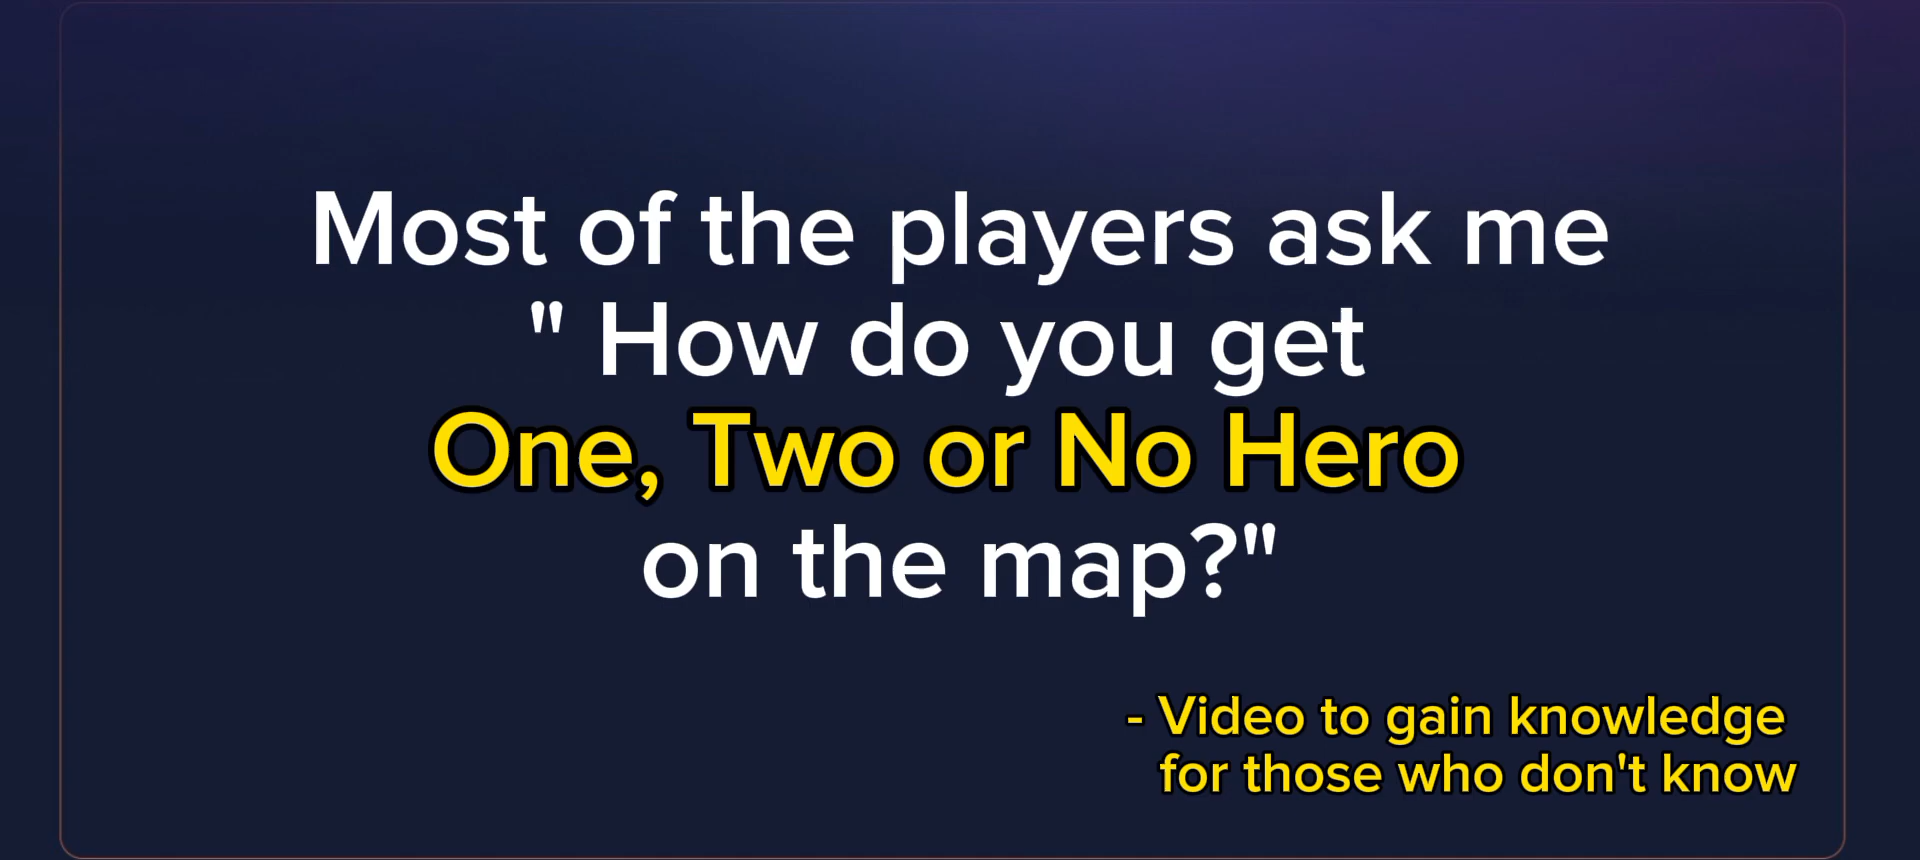 Most of the players ask me
" How do you get
One, Two or No Hero
on the map?"
- Video to gain knowledge
for those who don't know